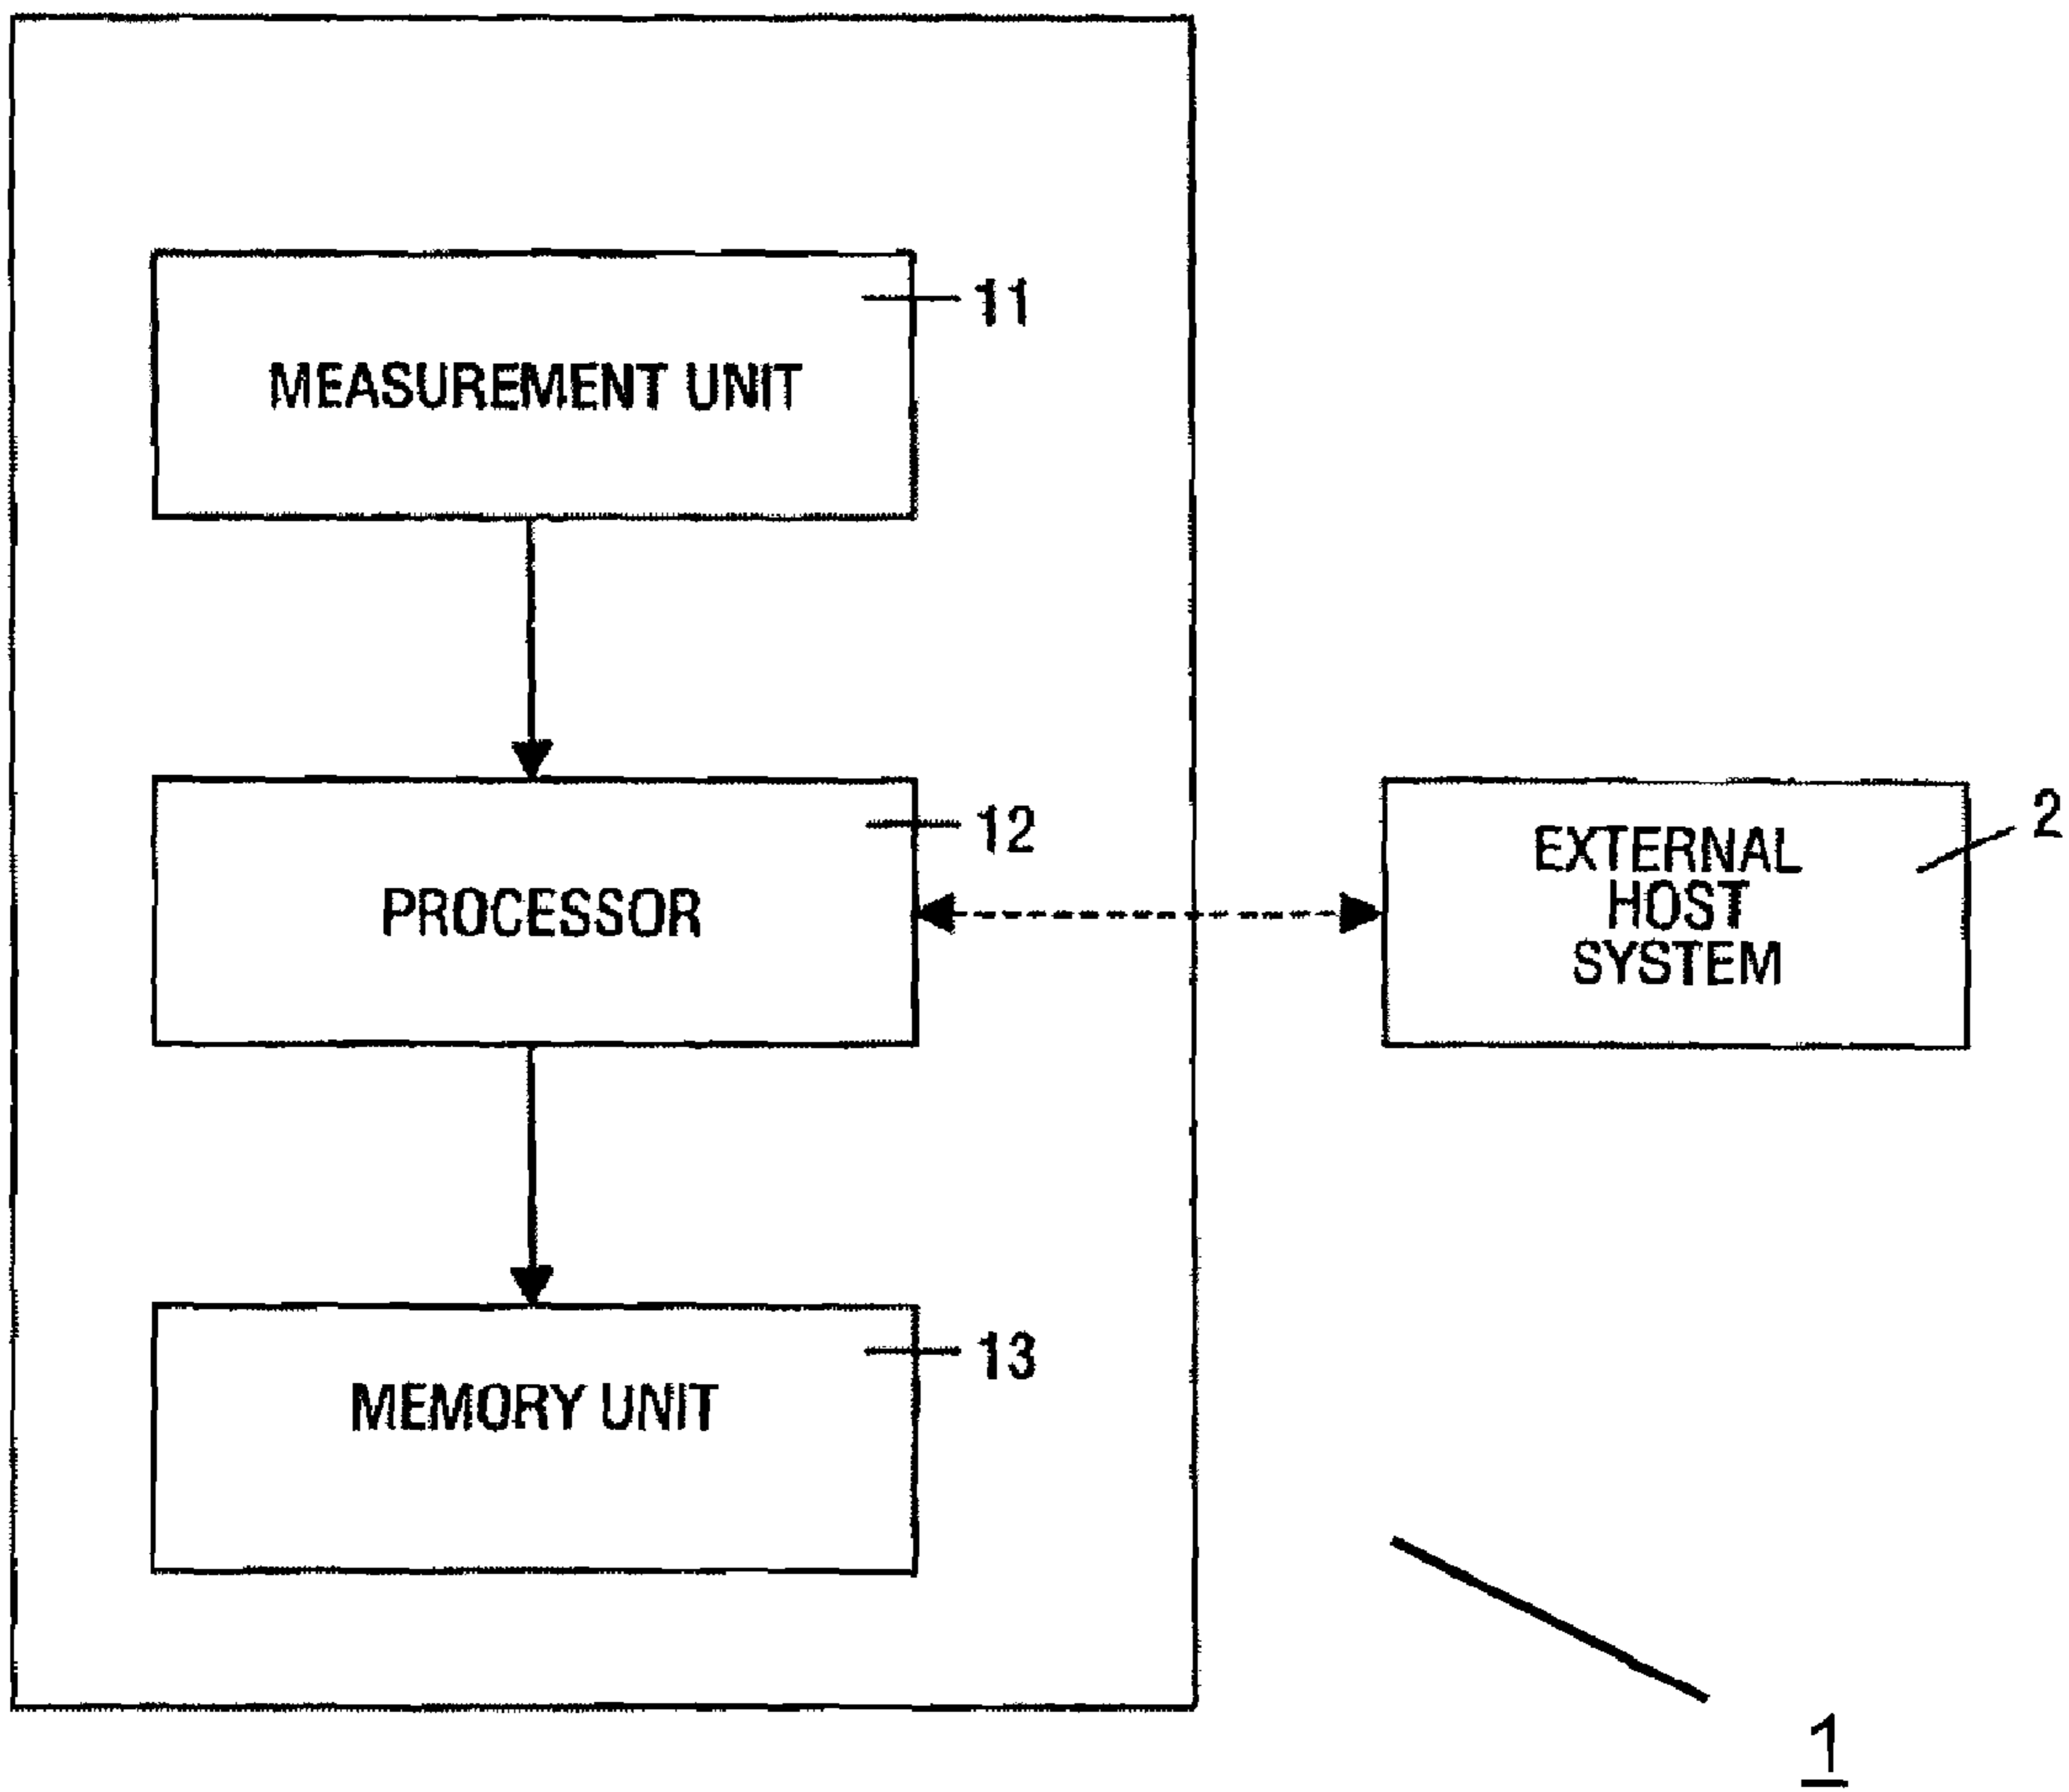 11
MEASUREMENT UNIT
12
PROCESSOR
2
EXTERNAL
HOST
SYSTEM
13
MEMORY UNIT
1